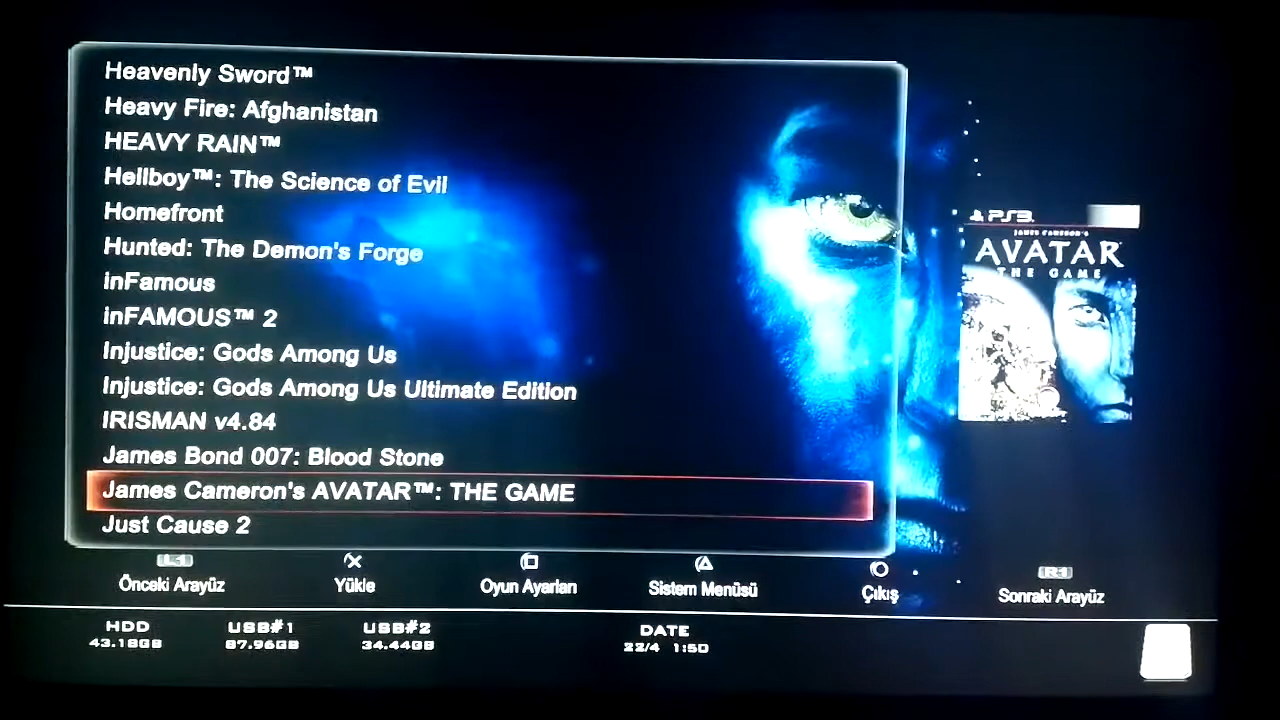 Heavenly Sword™
Heavy Fire: Afghanistan
HEAVY RAIN™
Hellboy™: The Science of Evil
Homefront
Hunted: The Demon's Forge
inFamous
inFAMOUS™ 2
Injustice: Gods Among Us
Injustice: Gods Among Us Ultimate Edition
IRISMAN v4.84
James Bond 007: Blood Stone
James Cameron's AVATAR™: THE GAME
Just Cause 2
PS3
JAMES CAMERON'S
AVATAR
THE GAME
Önceki Arayüz
Yükle
Oyun Ayarları
Sistem Menüsü
Çıkış
Sonraki Arayüz
HDD
43.18GB
USB#1
87.96GB
USB#2
34.44GB
DATE
22/4 1:50